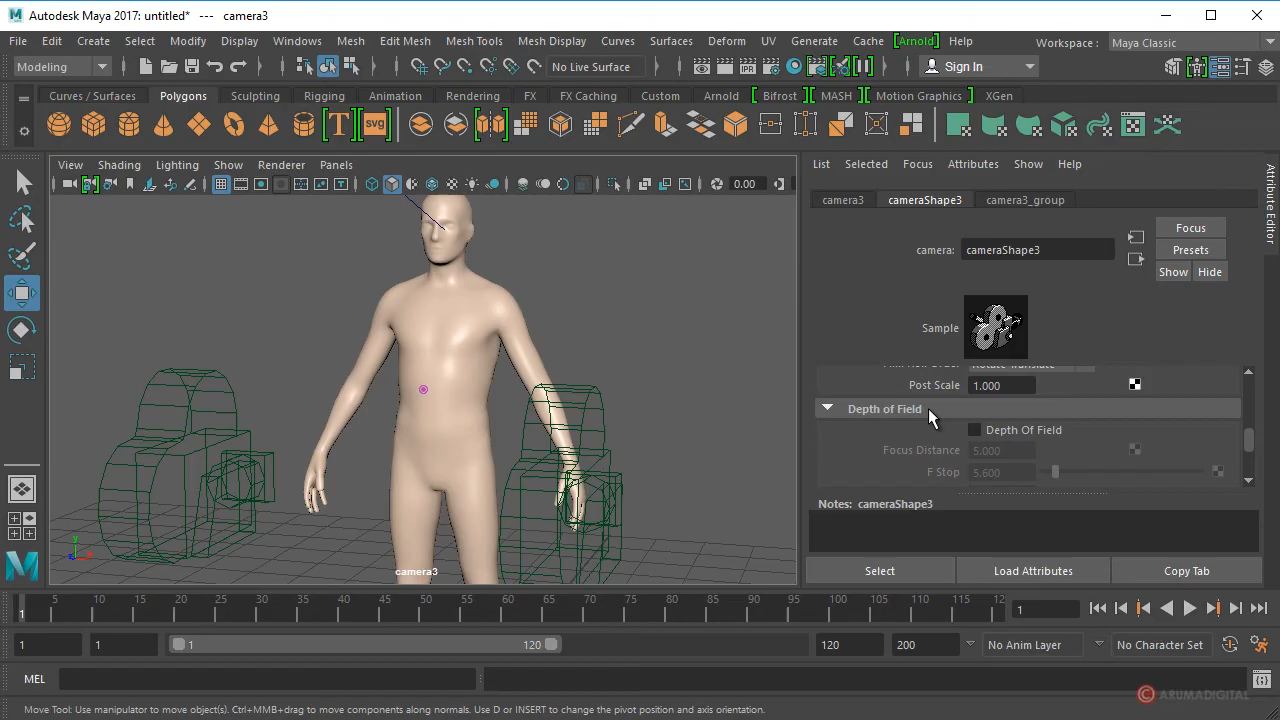 Autodesk Maya 2017: untitled*   ---   camera3
File Edit Create Select Modify Display Windows Mesh Edit Mesh Mesh Tools Mesh Display Curves Surfaces Deform UV Generate Cache [Arnold] Help Workspace : Maya Classic
Modeling No Live Surface IPR Sign In
Curves / Surfaces Polygons Sculpting Rigging Animation Rendering FX FX Caching Custom Arnold Bifrost MASH Motion Graphics XGen
T svg
View Shading Lighting Show Renderer Panels
0.00
List Selected Focus Attributes Show Help
camera3 cameraShape3 camera3_group
Attribute Editor
camera: cameraShape3
Focus
Presets
Show Hide
Sample
Post Scale 1.000
Depth of Field
Depth Of Field
Focus Distance 5.000
F Stop 5.600
Notes: cameraShape3
camera3
Select Load Attributes Copy Tab
1 5 10 15 20 25 30 35 40 45 50 55 60 65 70 75 80 85 90 95 100 105 110 115 12 1
1 1 1 120 120 200 No Anim Layer No Character Set
MEL
© ARUMADIGITAL
Move Tool: Use manipulator to move object(s). Ctrl+MMB+drag to move components along normals. Use D or INSERT to change the pivot position and axis orientation.